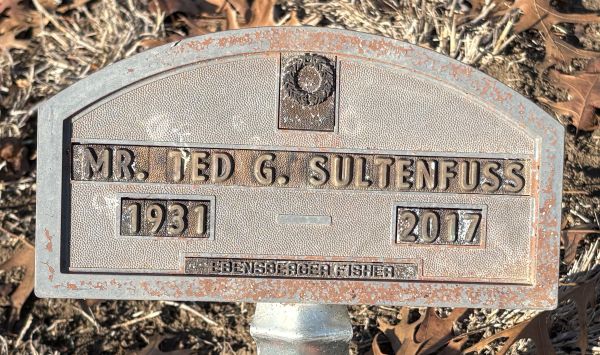 MR. TED G. SULTENFUSS
1931 – 2017
EBENSBERGER FISHER